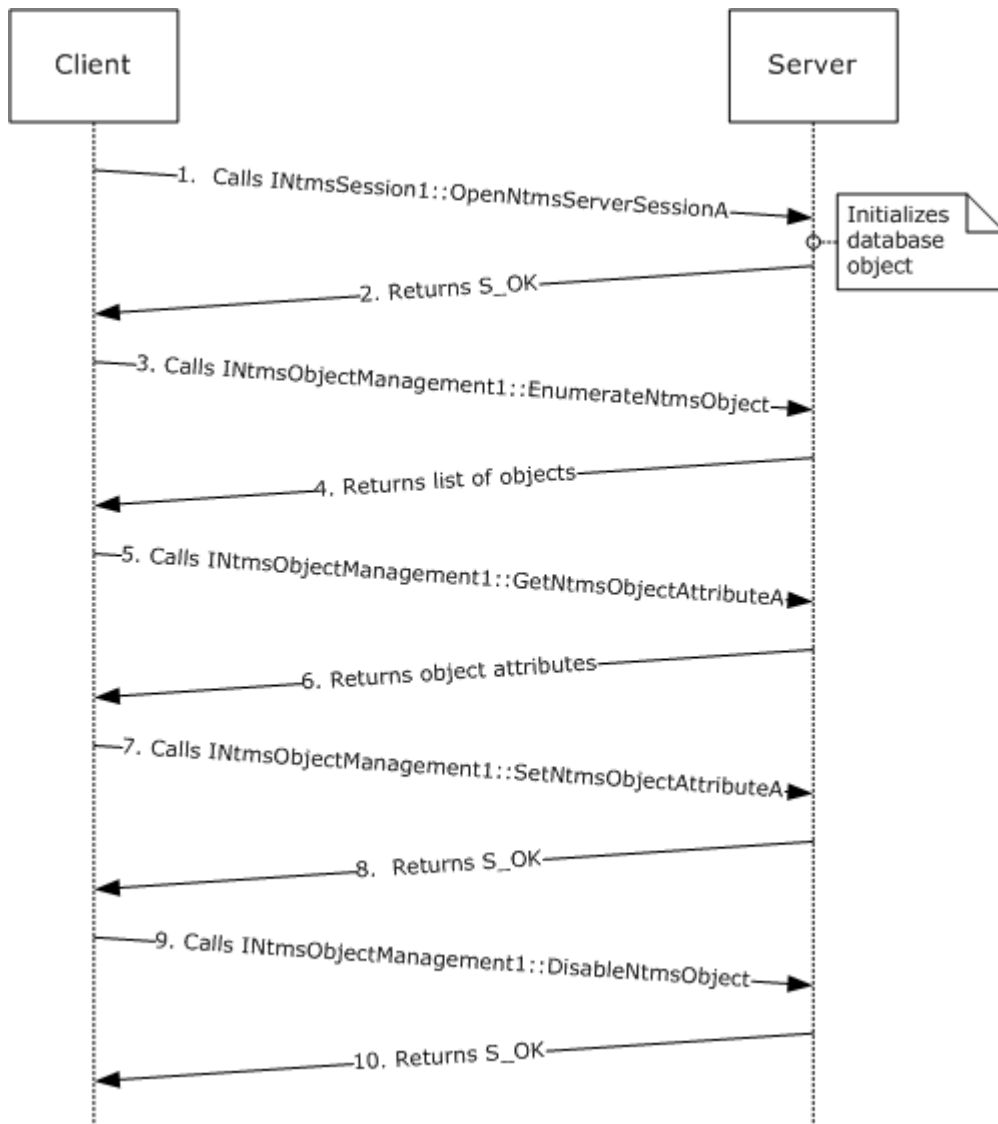 Client
Server
1.  Calls INtmsSession1::OpenNtmsServerSessionA
Initializes
database
object
2. Returns S_OK
3. Calls INtmsObjectManagement1::EnumerateNtmsObject
4. Returns list of objects
5. Calls INtmsObjectManagement1::GetNtmsObjectAttributeA
6. Returns object attributes
7. Calls INtmsObjectManagement1::SetNtmsObjectAttributeA
8.  Returns S_OK
9. Calls INtmsObjectManagement1::DisableNtmsObject
10. Returns S_OK